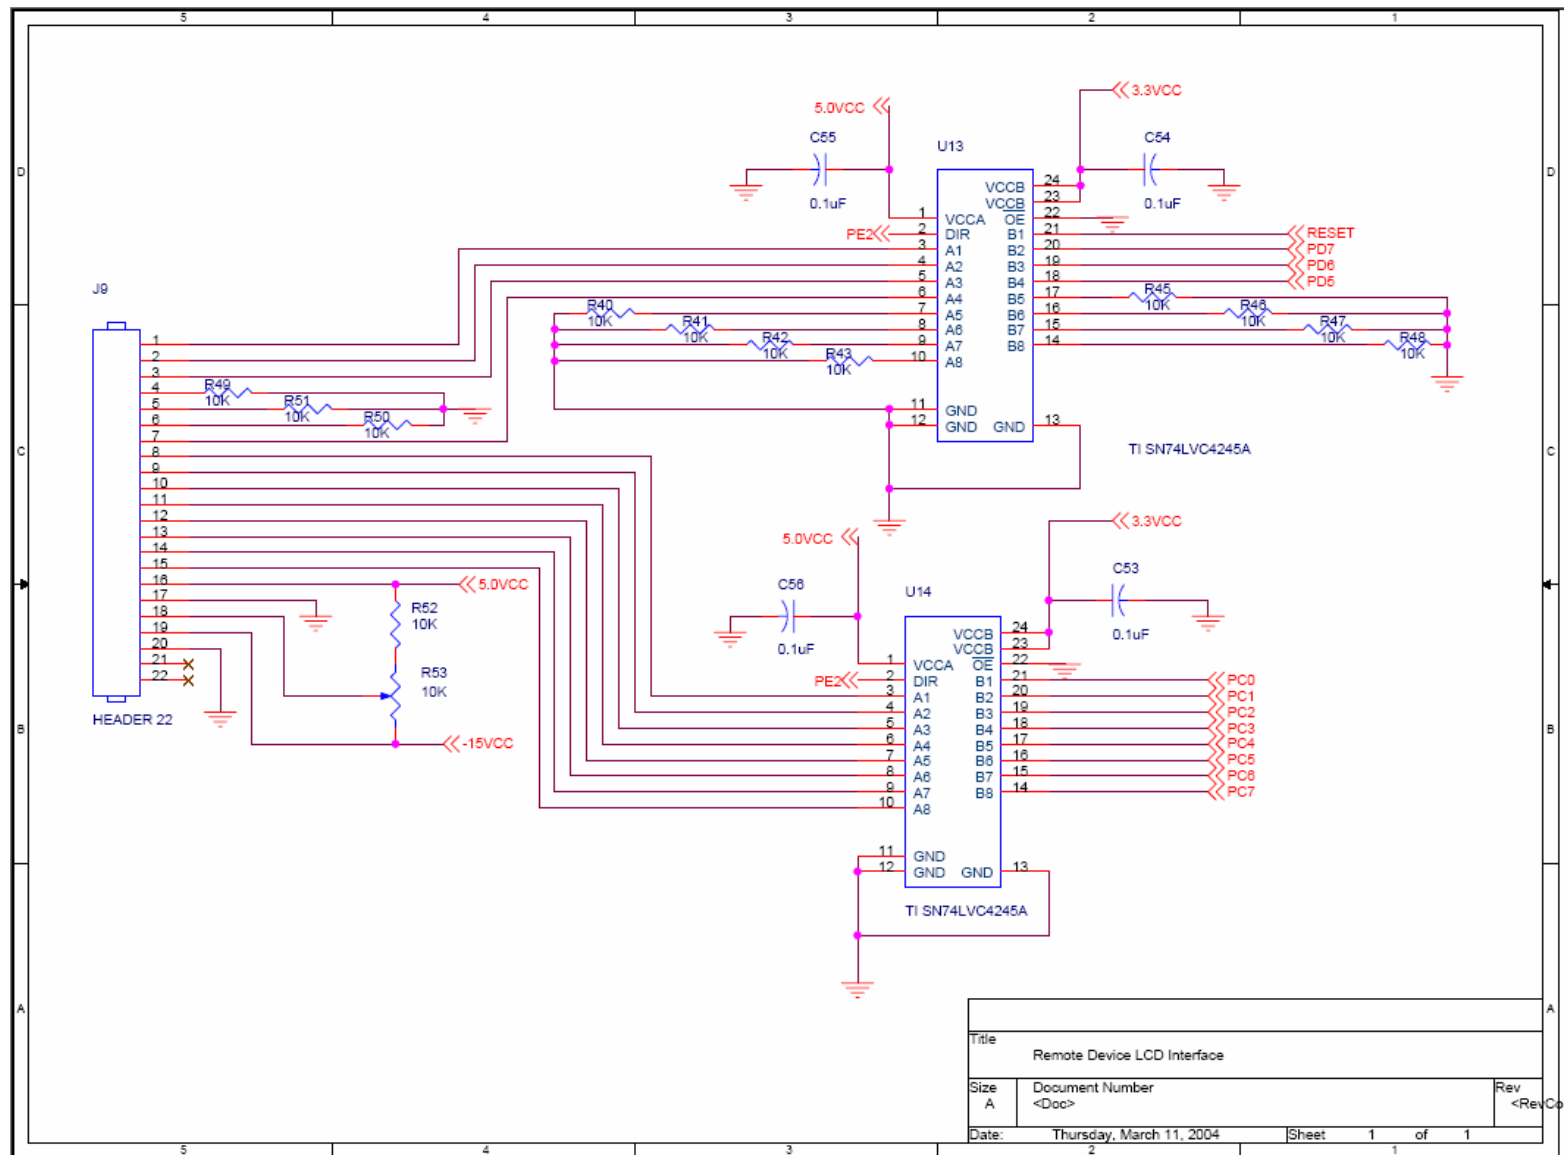 5 4 3 2 1
D
C
B
A
D
C
B
A
5.0VCC
3.3VCC
C55
0.1uF
C54
0.1uF
U13
VCCB 24
VCCB 23
1 VCCA OE 22
PE2 2 DIR B1 21 RESET
3 A1 B2 20 PD7
4 A2 B3 19 PD6
5 A3 B4 18 PD5
6 A4 B5 17 R45 10K
R40 10K 7 A5 B6 16 R46 10K
R41 10K 8 A6 B7 15 R47 10K
R42 10K 9 A7 B8 14 R48 10K
R43 10K 10 A8
11 GND
12 GND GND 13
TI SN74LVC4245A
J9
1
2
3
4 R49 10K
5 R51 10K
6 R50 10K
7
8
9
10
11
12
13
14
15
16 5.0VCC
17
18
19
20
21
22
HEADER 22
R52
10K
R53
10K
-15VCC
5.0VCC
3.3VCC
C56
0.1uF
C53
0.1uF
U14
VCCB 24
VCCB 23
1 VCCA OE 22
PE2 2 DIR B1 21 PC0
3 A1 B2 20 PC1
4 A2 B3 19 PC2
5 A3 B4 18 PC3
6 A4 B5 17 PC4
7 A5 B6 16 PC5
8 A6 B7 15 PC6
9 A7 B8 14 PC7
10 A8
11 GND
12 GND GND 13
TI SN74LVC4245A
Title
Remote Device LCD Interface
Size Document Number Rev
A <Doc> <RevCo
Date: Thursday, March 11, 2004 Sheet 1 of 1
5 4 3 2 1